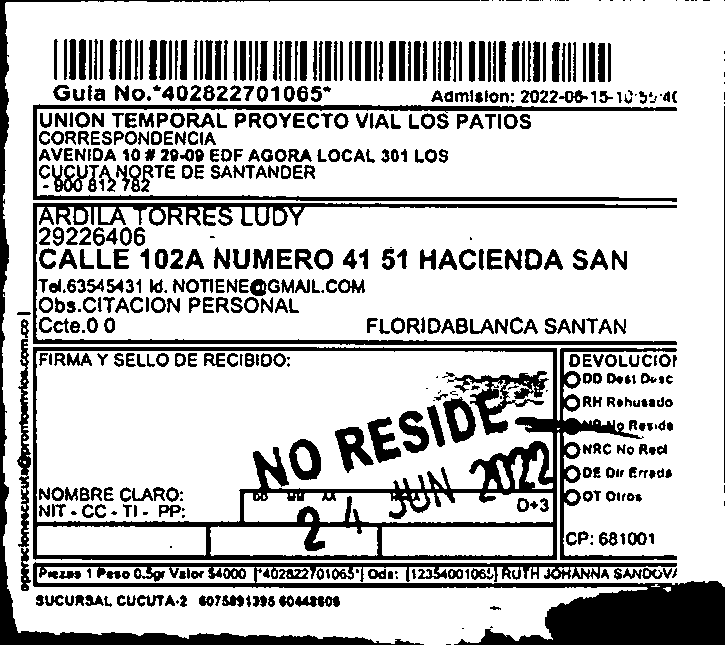 Guia No.*402822701065*
Admision: 2022-06-15-10:55:40
UNION TEMPORAL PROYECTO VIAL LOS PATIOS
CORRESPONDENCIA
AVENIDA 10 # 29-09 EDF AGORA LOCAL 301 LOS
CUCUTA NORTE DE SANTANDER
- 900 812 782
ARDILA TORRES LUDY
29226406 -
CALLE 102A NUMERO 41 51 HACIENDA SAN
Tel.63545431 Id. NOTIENE@GMAIL.COM
Obs.CITACION PERSONAL
Ccte.0 0
FLORIDABLANCA SANTAN
operacionescucuta@prontoenvios.com.co |
FIRMA Y SELLO DE RECIBIDO:
NO RESIDE
24 JUN 2022
DD MM AA
D+3
NOMBRE CLARO:
NIT - CC - TI - PP:
DEVOLUCION
DD Dest Desc
RH Rehusado
NR No Reside
NRC No Recl
DE Dir Errada
OT Otros
CP: 681001
Piezas 1 Peso 0.5gr Valor $4000 |*402822701065*| Ods: |12354001065| RUTH JOHANNA SANDOVA
SUCURSAL CUCUTA-2